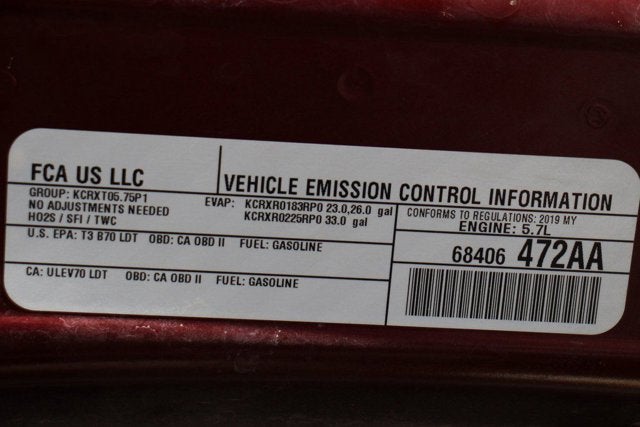 FCA US LLC
VEHICLE EMISSION CONTROL INFORMATION
GROUP: KCRXT05.75P1
NO ADJUSTMENTS NEEDED
HO2S / SFI / TWC
EVAP: KCRXR0183RP0 23.0,26.0 gal
KCRXR0225RP0 33.0 gal
CONFORMS TO REGULATIONS: 2019 MY
ENGINE: 5.7L
U.S. EPA: T3 B70 LDT OBD: CA OBD II FUEL: GASOLINE
68406 472AA
CA: ULEV70 LDT OBD: CA OBD II FUEL: GASOLINE